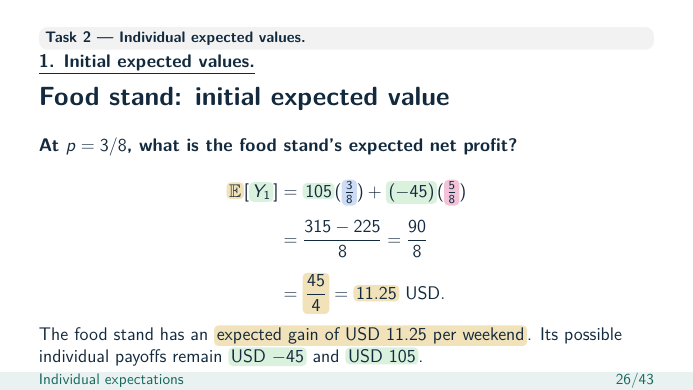 Task 2 — Individual expected values.
1. Initial expected values.
Food stand: initial expected value
At p = 3/8, what is the food stand's expected net profit?
𝔼[Y₁] = 105(3/8) + (−45)(5/8)
= (315 − 225)/8 = 90/8
= 45/4 = 11.25 USD.
The food stand has an expected gain of USD 11.25 per weekend. Its possible
individual payoffs remain USD −45 and USD 105.
Individual expectations 26/43